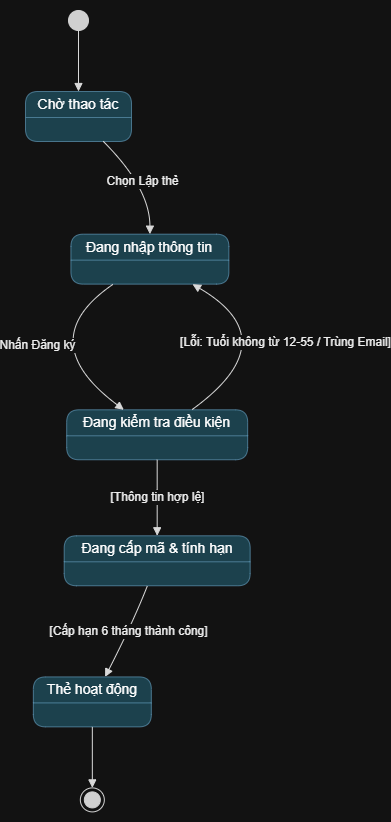 Chờ thao tác
Chọn Lập thẻ
Đang nhập thông tin
Nhấn Đăng ký
[Lỗi: Tuổi không từ 12-55 / Trùng Email]
Đang kiểm tra điều kiện
[Thông tin hợp lệ]
Đang cấp mã & tính hạn
[Cấp hạn 6 tháng thành công]
Thẻ hoạt động